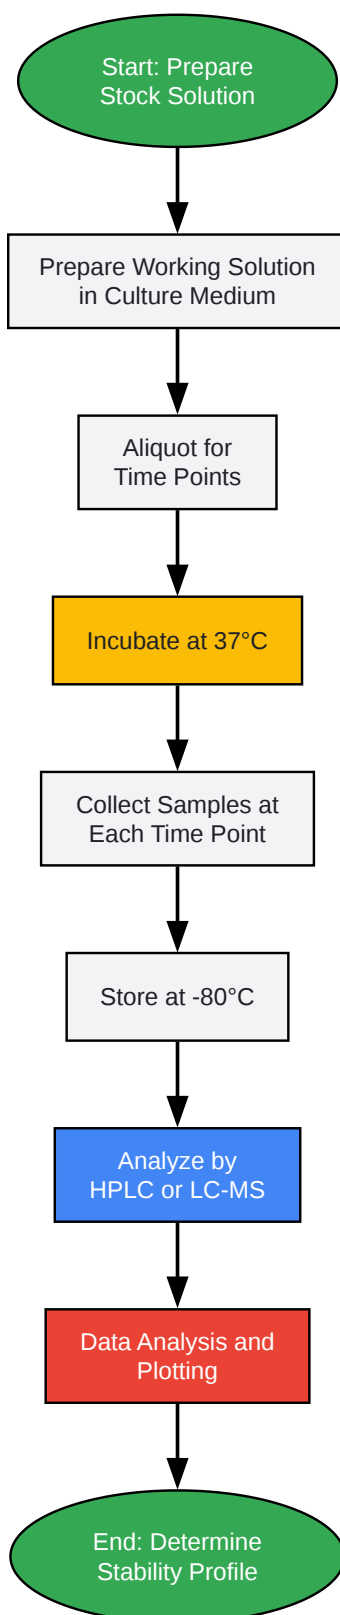 Start: Prepare
Stock Solution
Prepare Working Solution
in Culture Medium
Aliquot for
Time Points
Incubate at 37°C
Collect Samples at
Each Time Point
Store at -80°C
Analyze by
HPLC or LC-MS
Data Analysis and
Plotting
End: Determine
Stability Profile